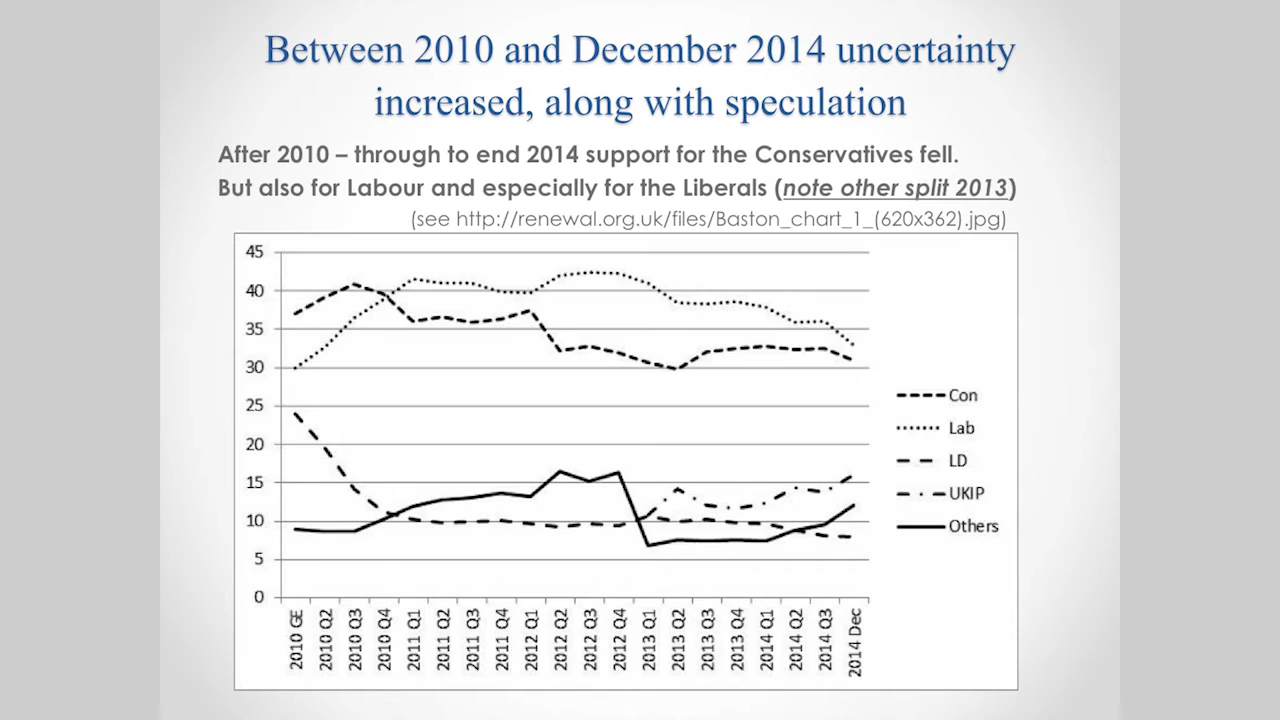 Between 2010 and December 2014 uncertainty
increased, along with speculation
After 2010 – through to end 2014 support for the Conservatives fell.
But also for Labour and especially for the Liberals (note other split 2013)
(see http://renewal.org.uk/files/Baston_chart_1_(620x362).jpg)
45
40
35
30
25
20
15
10
5
0
2010 GE
2010 Q2
2010 Q3
2010 Q4
2011 Q1
2011 Q2
2011 Q3
2011 Q4
2012 Q1
2012 Q2
2012 Q3
2012 Q4
2013 Q1
2013 Q2
2013 Q3
2013 Q4
2014 Q1
2014 Q2
2014 Q3
2014 Dec
Con
Lab
LD
UKIP
Others